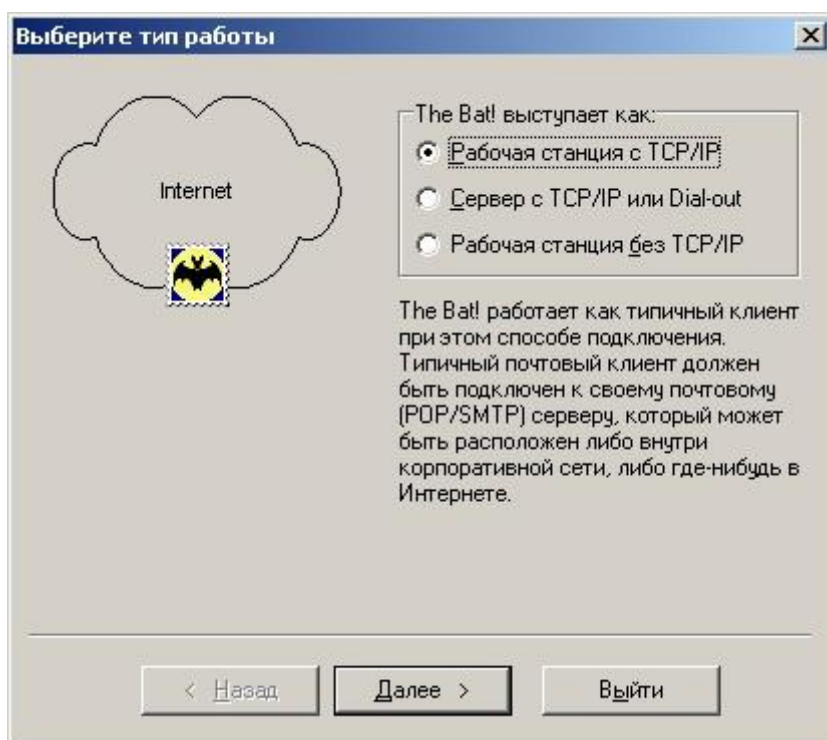 Выберите тип работы
Internet
The Bat! выступает как:
Рабочая станция с TCP/IP
Сервер с TCP/IP или Dial-out
Рабочая станция без TCP/IP
The Bat! работает как типичный клиент
при этом способе подключения.
Типичный почтовый клиент должен
быть подключен к своему почтовому
(POP/SMTP) серверу, который может
быть расположен либо внутри
корпоративной сети, либо где-нибудь в
Интернете.
< Назад
Далее >
Выйти